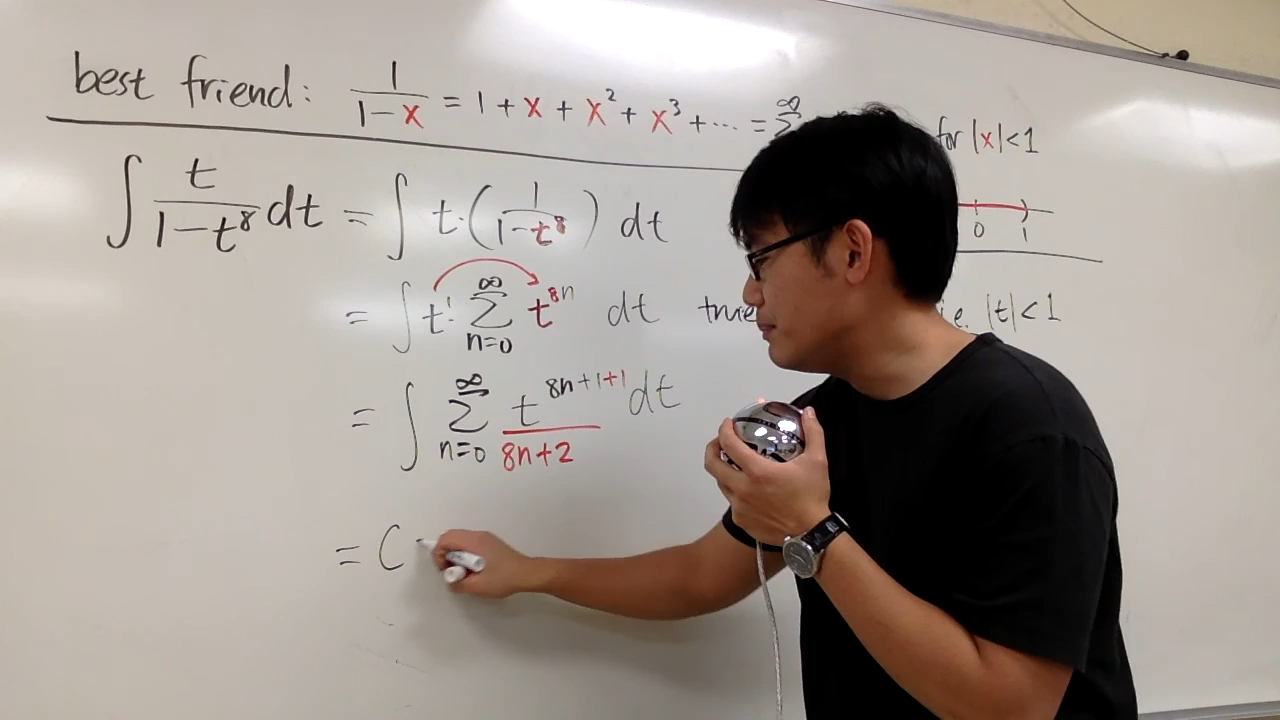 best friend: 1/(1-x) = 1 + x + x² + x³ + ... = ∞ Σ for |x|<1
∫ t/(1-t⁸) dt = ∫ t·(1/(1-t⁸)) dt
0 1
= ∫ t¹· ∞ Σ n=0 t⁸ⁿ dt true i.e. |t|<1
= ∫ ∞ Σ n=0 t^(8n+1+1)/(8n+2) dt
= C